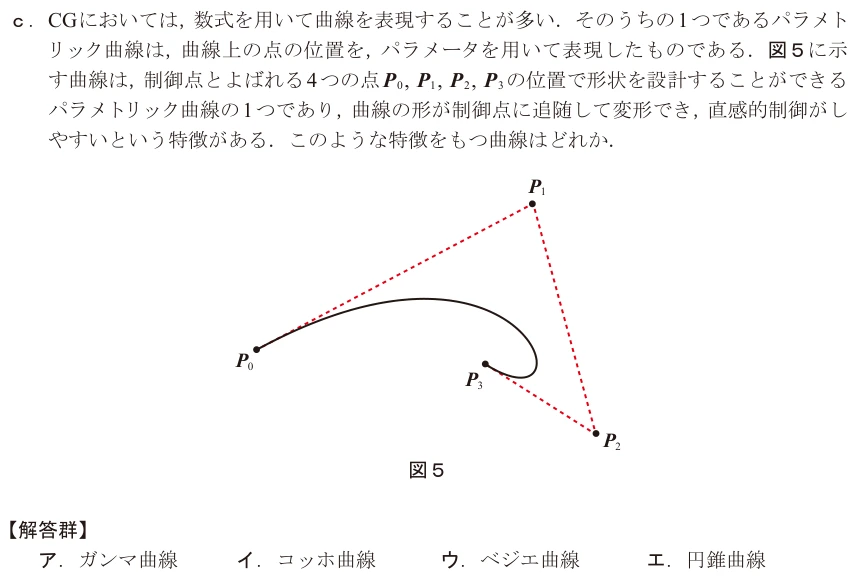 c．CGにおいては，数式を用いて曲線を表現することが多い．そのうちの1つであるパラメト
リック曲線は，曲線上の点の位置を，パラメータを用いて表現したものである．図5に示
す曲線は，制御点とよばれる4つの点P₀, P₁, P₂, P₃の位置で形状を設計することができる
パラメトリック曲線の1つであり，曲線の形が制御点に追随して変形でき，直感的制御がし
やすいという特徴がある．このような特徴をもつ曲線はどれか．
P₁
P₀
P₃
P₂
図5
【解答群】
ア．ガンマ曲線　イ．コッホ曲線　ウ．ベジエ曲線　エ．円錐曲線